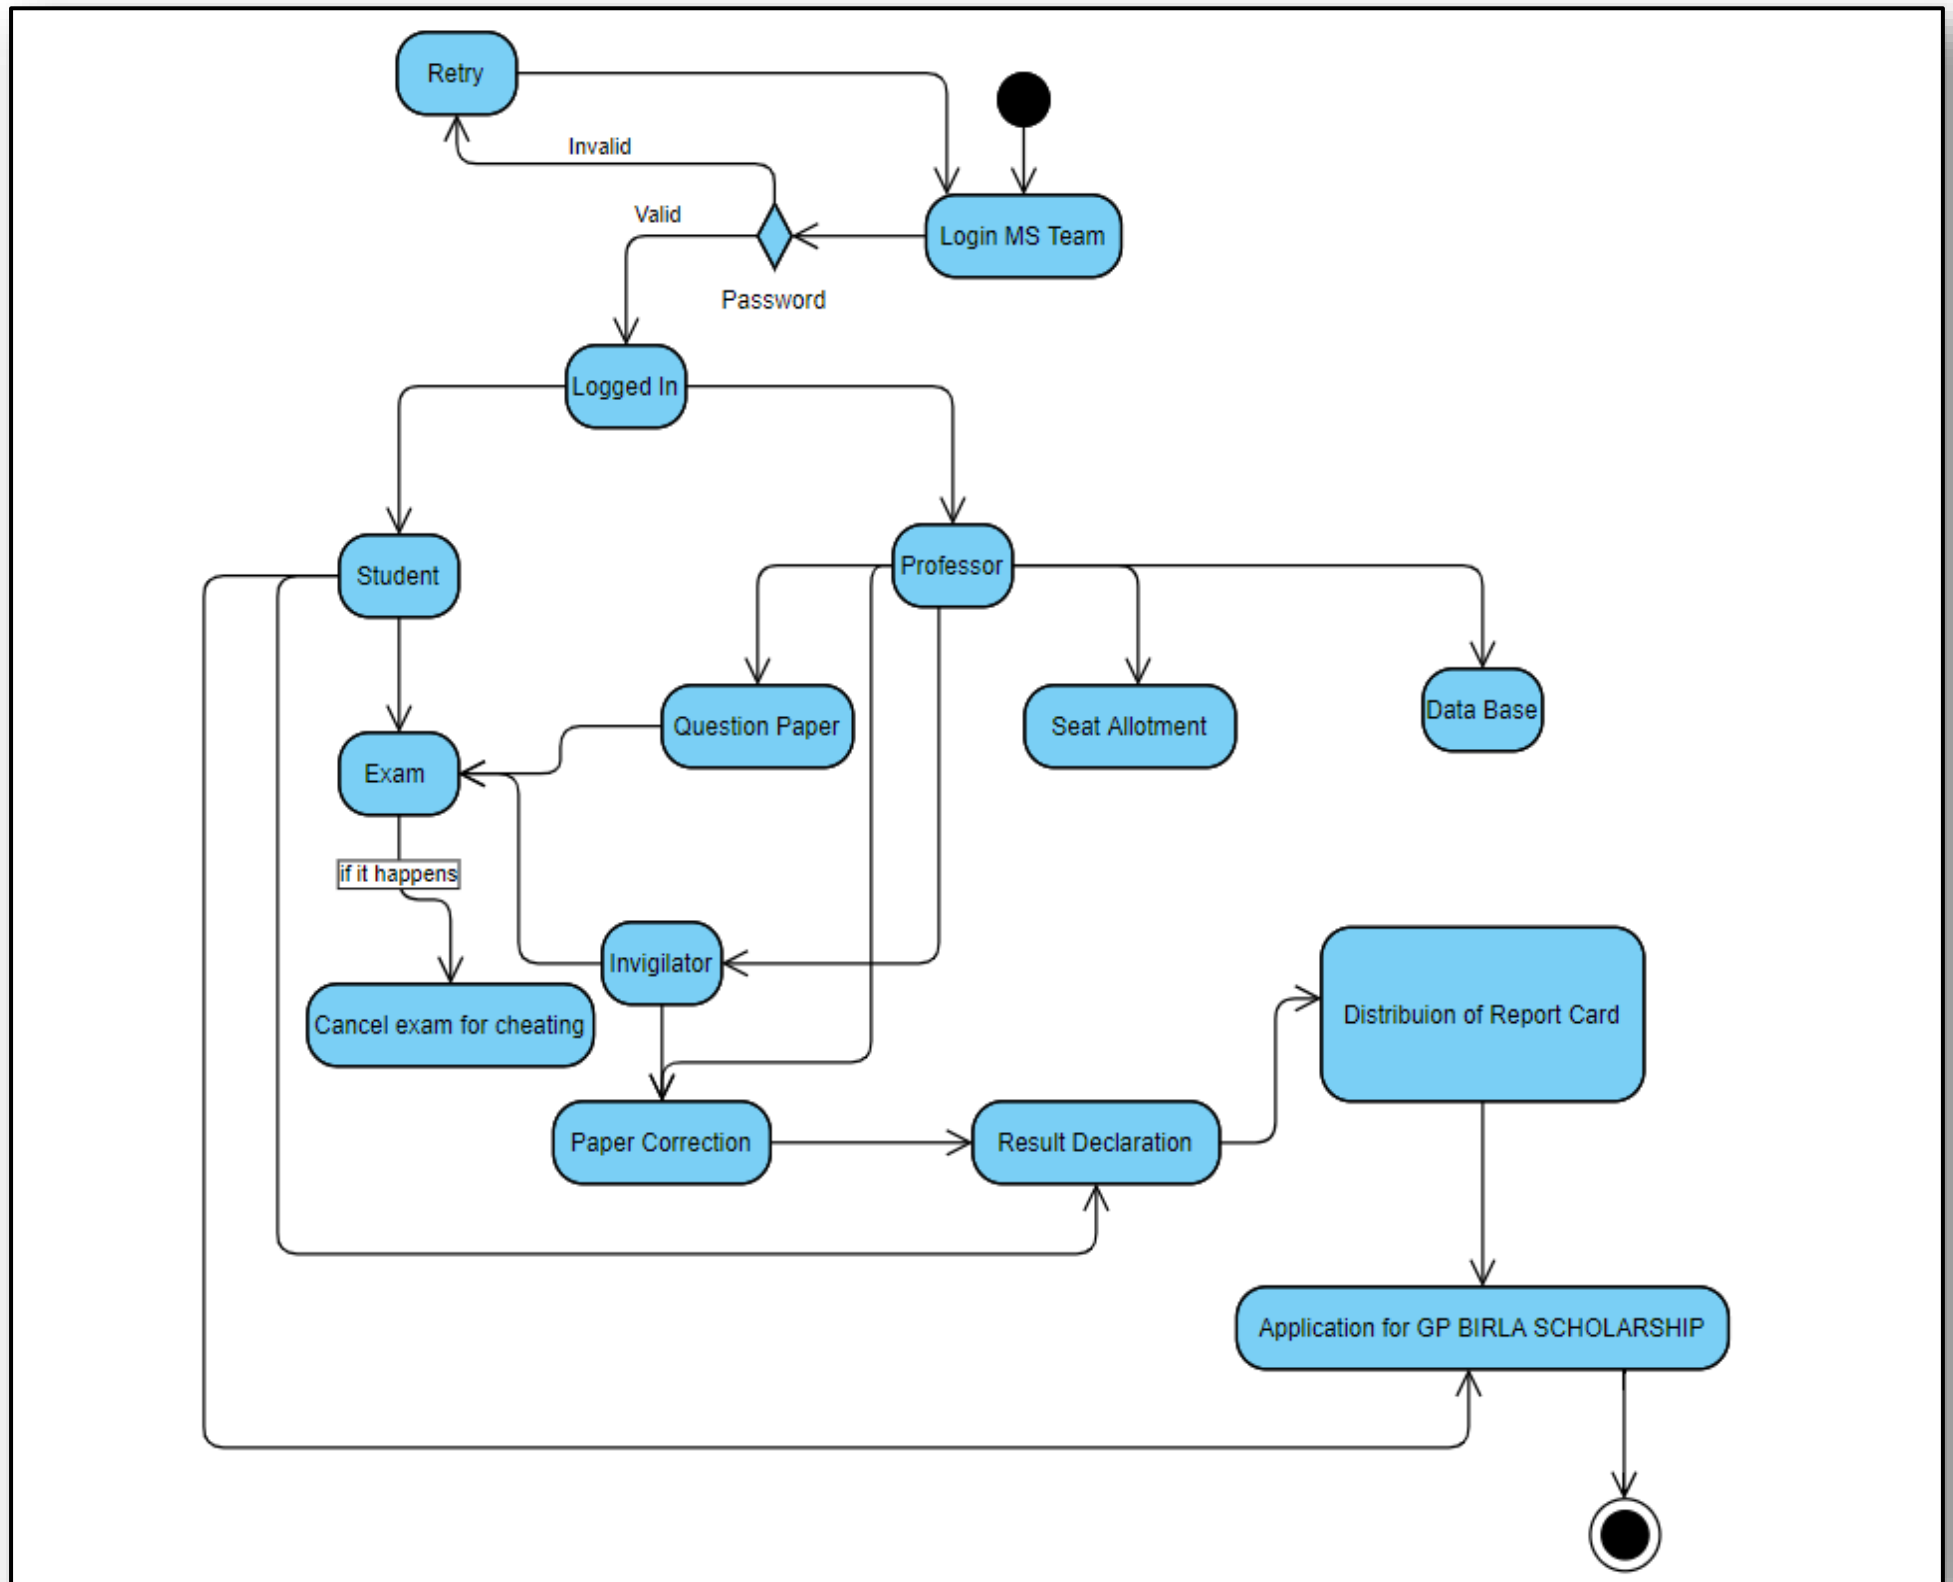 Retry
Invalid
Valid
Login MS Team
Password
Logged In
Student
Professor
Question Paper
Seat Allotment
Data Base
Exam
if it happens
Invigilator
Cancel exam for cheating
Distribuion of Report Card
Paper Correction
Result Declaration
Application for GP BIRLA SCHOLARSHIP